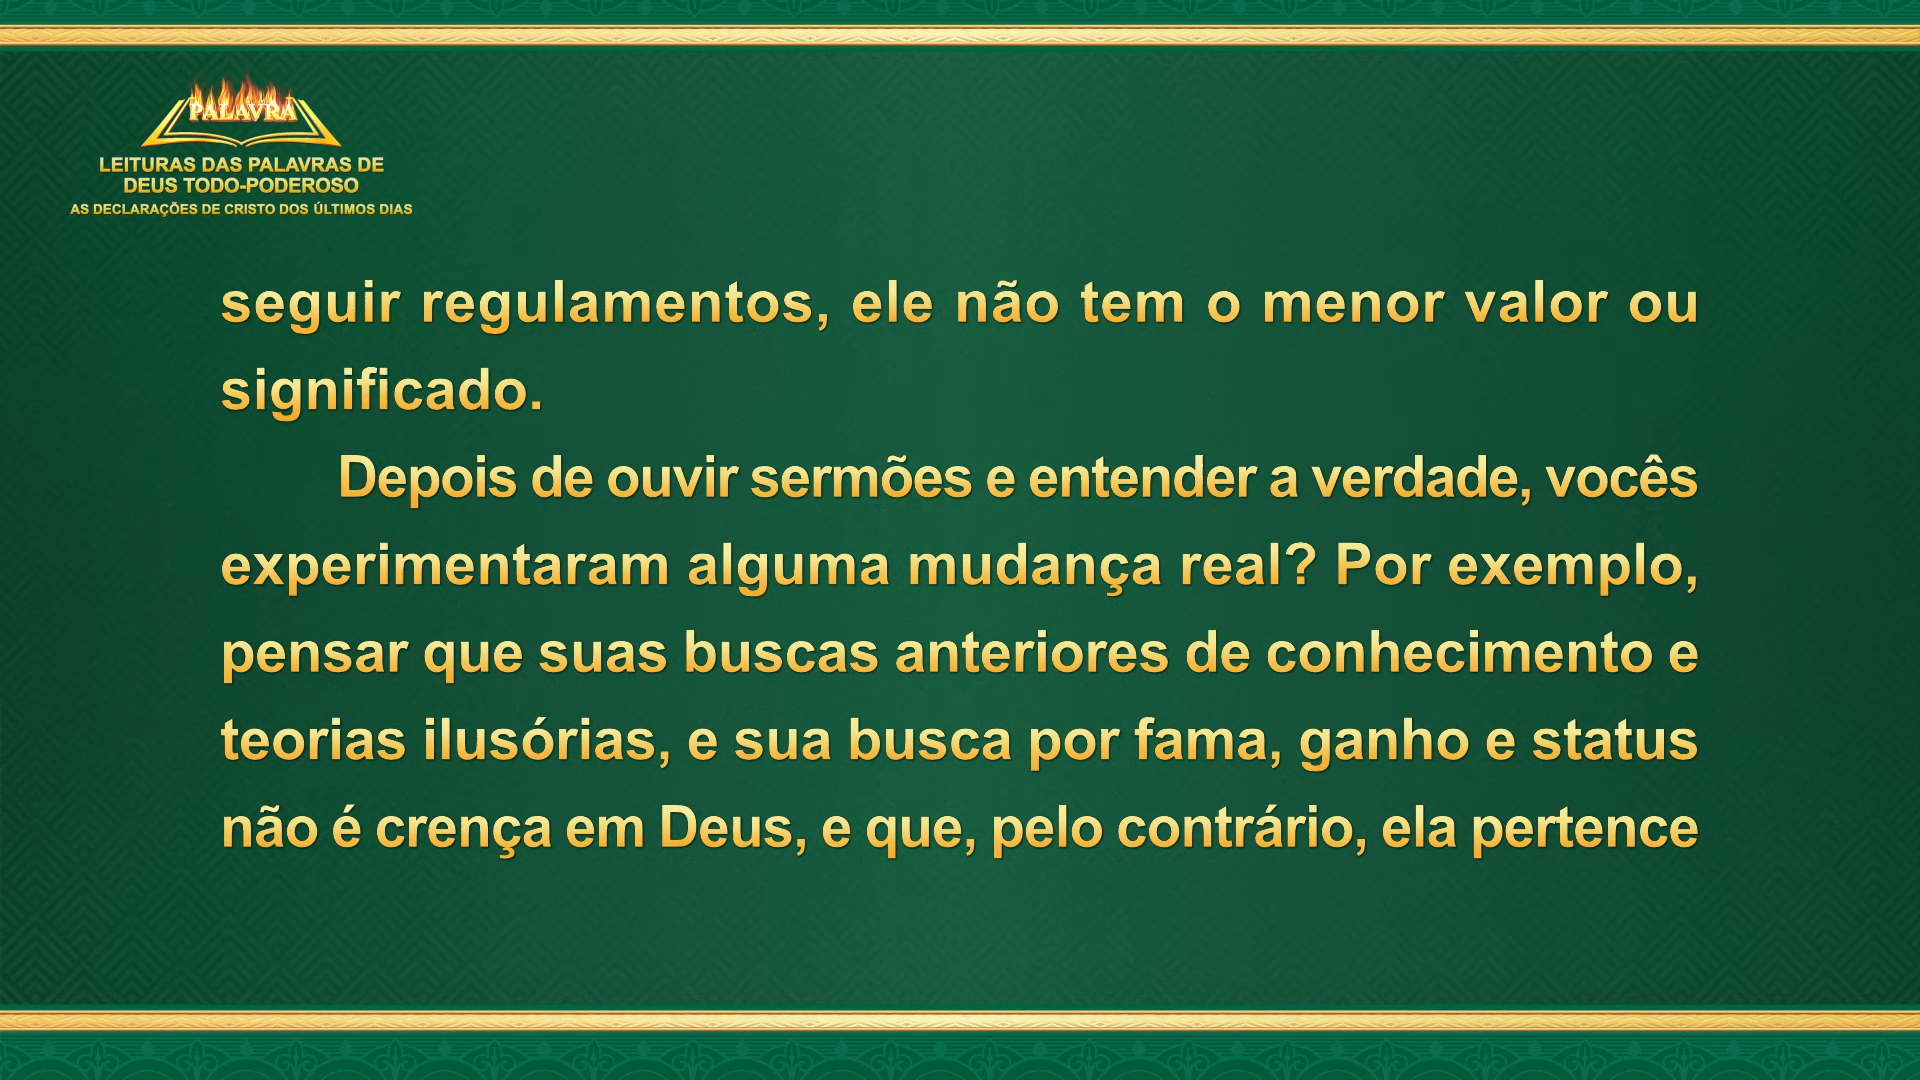 PALAVRA
LEITURAS DAS PALAVRAS DE
DEUS TODO-PODEROSO
AS DECLARAÇÕES DE CRISTO DOS ÚLTIMOS DIAS
seguir regulamentos, ele não tem o menor valor ou
significado.
Depois de ouvir sermões e entender a verdade, vocês
experimentaram alguma mudança real? Por exemplo,
pensar que suas buscas anteriores de conhecimento e
teorias ilusórias, e sua busca por fama, ganho e status
não é crença em Deus, e que, pelo contrário, ela pertence